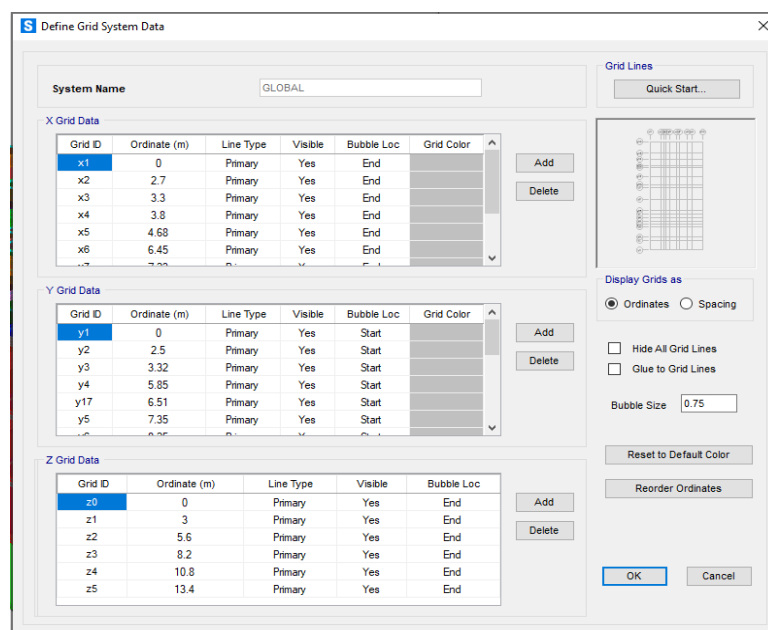 S Define Grid System Data
System Name GLOBAL
Grid Lines
Quick Start...
X Grid Data
Grid ID Ordinate (m) Line Type Visible Bubble Loc Grid Color
x1 0 Primary Yes End
x2 2.7 Primary Yes End
x3 3.3 Primary Yes End
x4 3.8 Primary Yes End
x5 4.68 Primary Yes End
x6 6.45 Primary Yes End
Add
Delete
Y Grid Data
Grid ID Ordinate (m) Line Type Visible Bubble Loc Grid Color
y1 0 Primary Yes Start
y2 2.5 Primary Yes Start
y3 3.32 Primary Yes Start
y4 5.85 Primary Yes Start
y17 6.51 Primary Yes Start
y5 7.35 Primary Yes Start
Add
Delete
Z Grid Data
Grid ID Ordinate (m) Line Type Visible Bubble Loc
z0 0 Primary Yes End
z1 3 Primary Yes End
z2 5.6 Primary Yes End
z3 8.2 Primary Yes End
z4 10.8 Primary Yes End
z5 13.4 Primary Yes End
Add
Delete
Display Grids as
Ordinates Spacing
Hide All Grid Lines
Glue to Grid Lines
Bubble Size 0.75
Reset to Default Color
Reorder Ordinates
OK Cancel